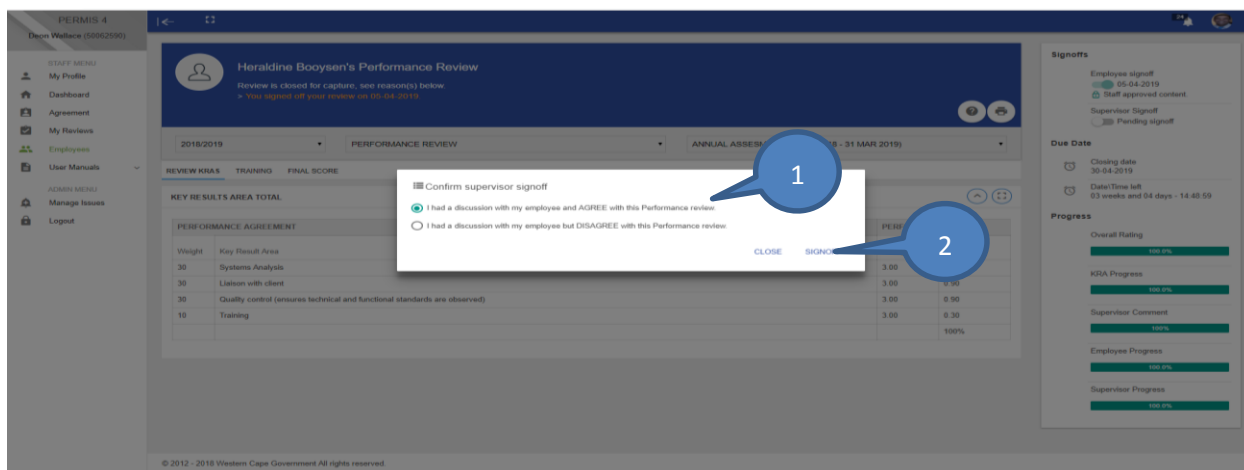 PERMIS 4
Deon Wallace (50052590)
24
STAFF MENU
My Profile
Dashboard
Agreement
My Reviews
Employees
User Manuals
ADMIN MENU
Manage Issues
Logout
Heraldine Booysen's Performance Review
Review is closed for capture, see reason(s) below.
> You signed off your review on 05-04-2019.
2018/2019
PERFORMANCE REVIEW
ANNUAL ASSESS
- 31 MAR 2019)
REVIEW KRAS TRAINING FINAL SCORE
KEY RESULTS AREA TOTAL
PERFORMANCE AGREEMENT
Weight Key Result Area
30 Systems Analysis 3.00
30 Liaison with client 3.00 0.90
30 Quality control (ensures technical and functional standards are observed) 3.00 0.90
10 Training 3.00 0.30
100%
Confirm supervisor signoff
I had a discussion with my employee and AGREE with this Performance review.
I had a discussion with my employee but DISAGREE with this Performance review.
CLOSE
1
2
Signoffs
Employee signoff
05-04-2019
Staff approved content.
Supervisor Signoff
Pending signoff
Due Date
Closing date
30-04-2019
Date\Time left
03 weeks and 04 days - 14:48:59
Progress
Overall Rating
100.0%
KRA Progress
100.0%
Supervisor Comment
100%
Employee Progress
100.0%
Supervisor Progress
100.0%
© 2012 - 2018 Western Cape Government All rights reserved.